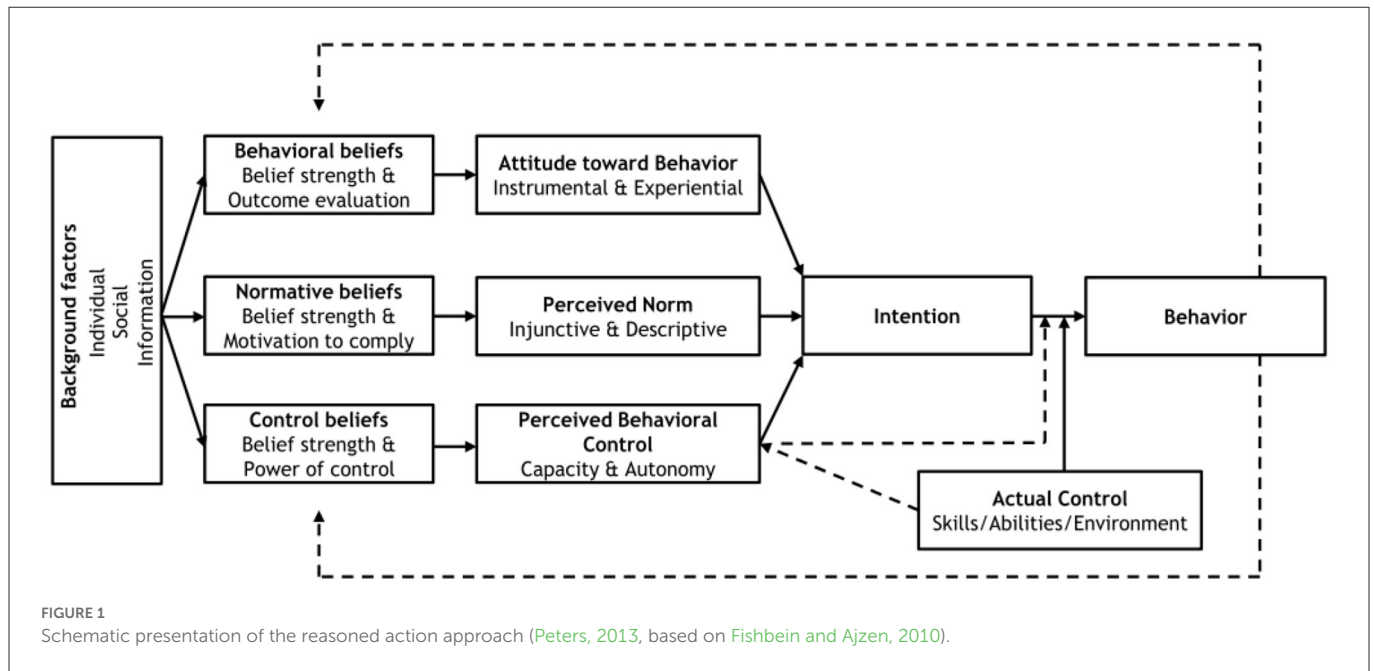 Background factors
Individual
Social
Information
Behavioral beliefs
Belief strength &
Outcome evaluation
Attitude toward Behavior
Instrumental & Experiential
Normative beliefs
Belief strength &
Motivation to comply
Perceived Norm
Injunctive & Descriptive
Intention
Behavior
Control beliefs
Belief strength &
Power of control
Perceived Behavioral
Control
Capacity & Autonomy
Actual Control
Skills/Abilities/Environment
FIGURE 1
Schematic presentation of the reasoned action approach (Peters, 2013, based on Fishbein and Ajzen, 2010).